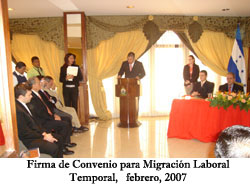 Firma de Convenio para Migración Laboral
Temporal, febrero, 2007